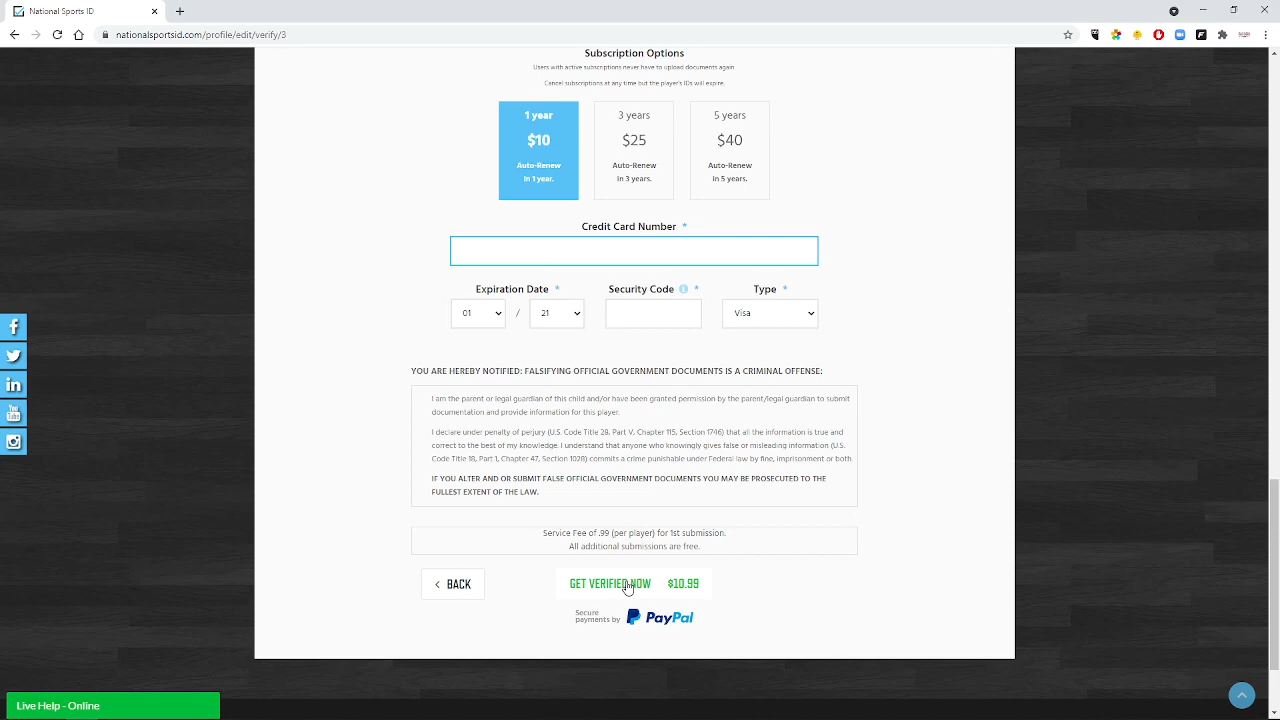 National Sports ID
nationalsportsid.com/profile/edit/verify/3
Subscription Options
Users with active subscriptions never have to upload documents again
Cancel subscriptions at any time but the player's IDs will expire.
1 year
$10
Auto-Renew
in 1 year.
3 years
$25
Auto-Renew
in 3 years.
5 years
$40
Auto-Renew
in 5 years.
Credit Card Number *
Expiration Date * Security Code * Type *
01 / 21 Visa
YOU ARE HEREBY NOTIFIED: FALSIFYING OFFICIAL GOVERNMENT DOCUMENTS IS A CRIMINAL OFFENSE:
I am the parent or legal guardian of this child and/or have been granted permission by the parent/legal guardian to submit
documentation and provide information for this player.
I declare under penalty of perjury (U.S. Code Title 28, Part V, Chapter 115, Section 1746) that all the information is true and
correct to the best of my knowledge. I understand that anyone who knowingly gives false or misleading information (U.S.
Code Title 18, Part 1, Chapter 47, Section 1028) commits a crime punishable under Federal law by fine, imprisonment or both.
IF YOU ALTER AND OR SUBMIT FALSE OFFICIAL GOVERNMENT DOCUMENTS YOU MAY BE PROSECUTED TO THE
FULLEST EXTENT OF THE LAW.
Service Fee of .99 (per player) for 1st submission.
All additional submissions are free.
< BACK
GET VERIFIED NOW $10.99
Secure
payments by PayPal
You Tube
Live Help - Online